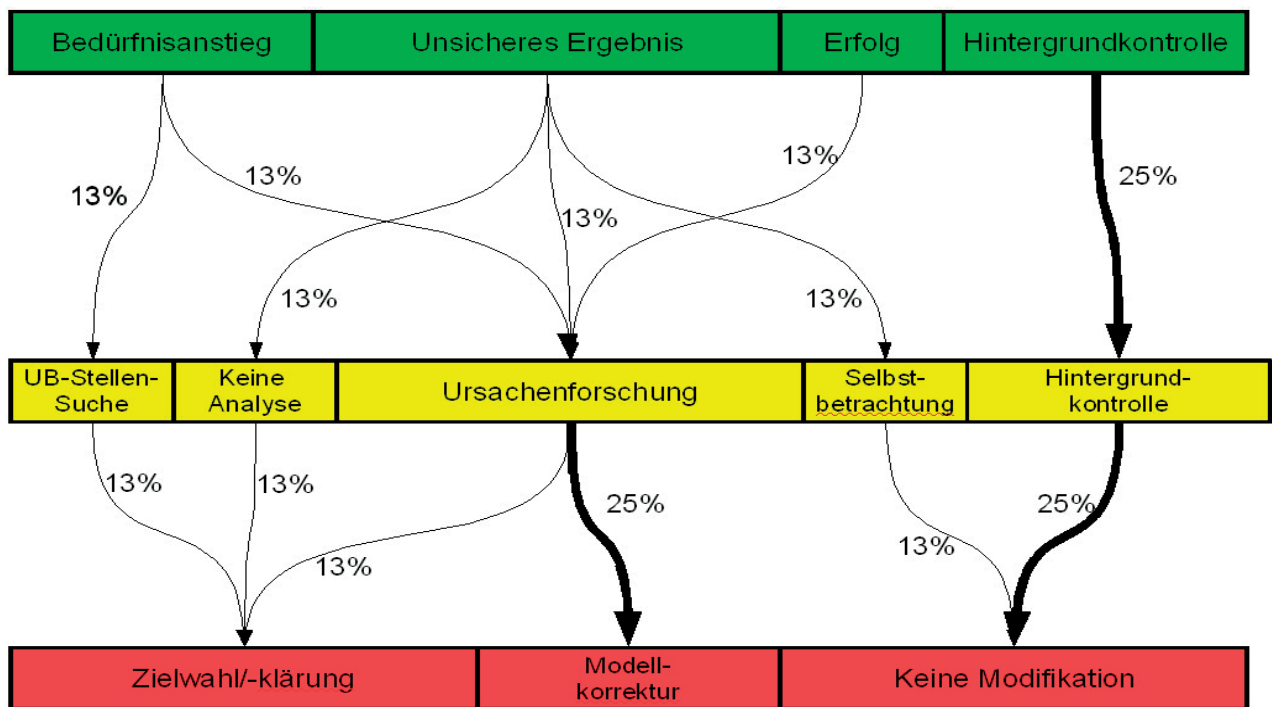 Bedürfnisanstieg
Unsicheres Ergebnis
Erfolg
Hintergrundkontrolle
13%
13%
13%
13%
25%
13%
13%
UB-Stellen-
Suche
Keine
Analyse
Ursachenforschung
Selbst-
betrachtung
Hintergrund-
kontrolle
13%
13%
13%
25%
13%
25%
Zielwahl/-klärung
Modell-
korrektur
Keine Modifikation